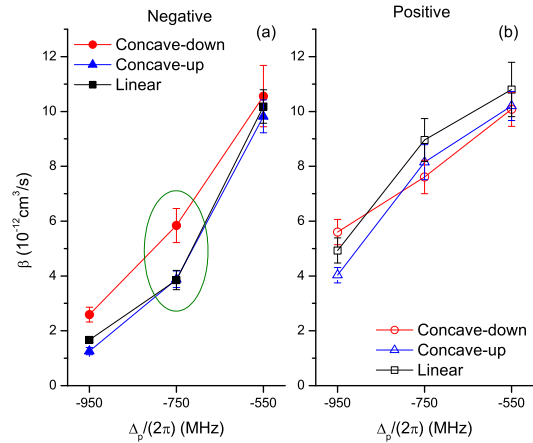 Negative
Positive
(a)
(b)
Concave-down
Concave-up
Linear
Concave-down
Concave-up
Linear
β (10⁻¹²cm³/s)
12
10
8
6
4
2
0
12
10
8
6
4
2
0
-950
-750
-550
-950
-750
-550
Δₚ/(2π) (MHz)
Δₚ/(2π) (MHz)